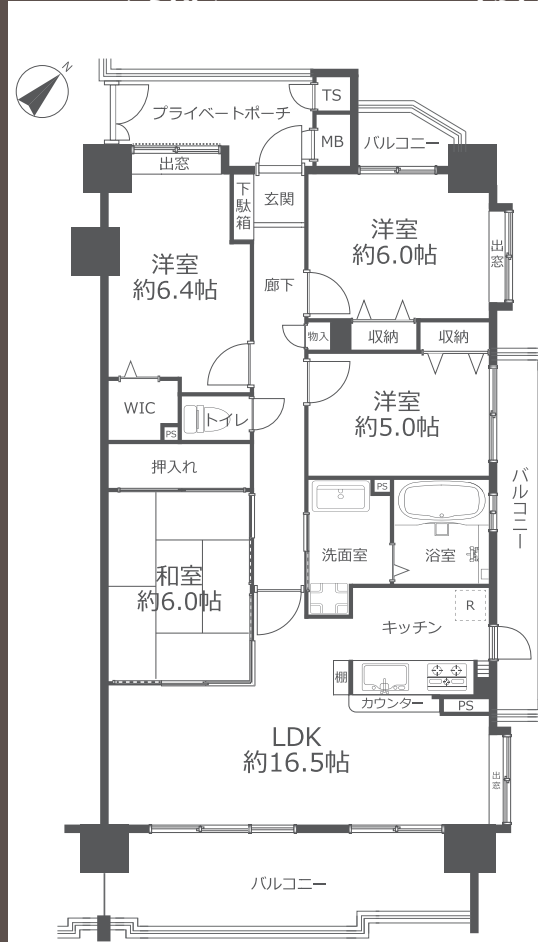 N
プライベートポーチ
TS
MB
バルコニー
出窓
下駄箱
玄関
洋室
約6.0帖
出窓
洋室
約6.4帖
廊下
物入
収納
収納
WIC
PS
トイレ
洋室
約5.0帖
押入れ
バルコニー
PS
洗面室
浴室
和室
約6.0帖
R
キッチン
棚
カウンター
PS
LDK
約16.5帖
出窓
バルコニー